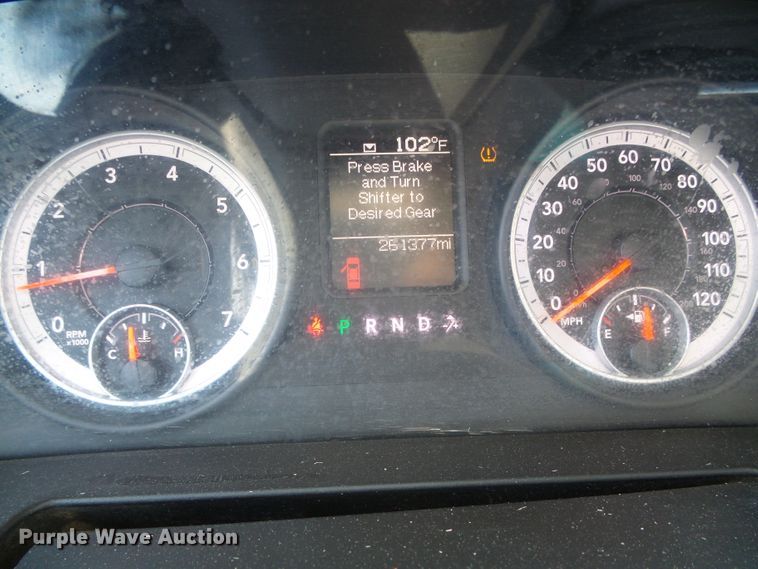 102°F
Press Brake
and Turn
Shifter to
Desired Gear
261377mi
P R N D
0 1 2 3 4 5 6 7
RPM
x1000
C H
0 10 20 30 40 50 60 70 80 90 100 110 120
MPH
E F
Purple Wave Auction